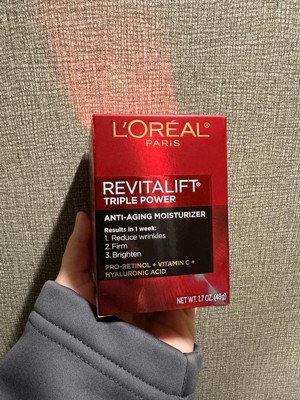 L'ORÉAL®
PARiS
REVITALIFT®
TRIPLE POWER
ANTI-AGING MOISTURIZER
Results in 1 week:
1. Reduce wrinkles
2. Firm
3. Brighten
PRO-RETINOL + VITAMIN C +
HYALURONIC ACID
NET WT. 1.7 OZ. (48g)